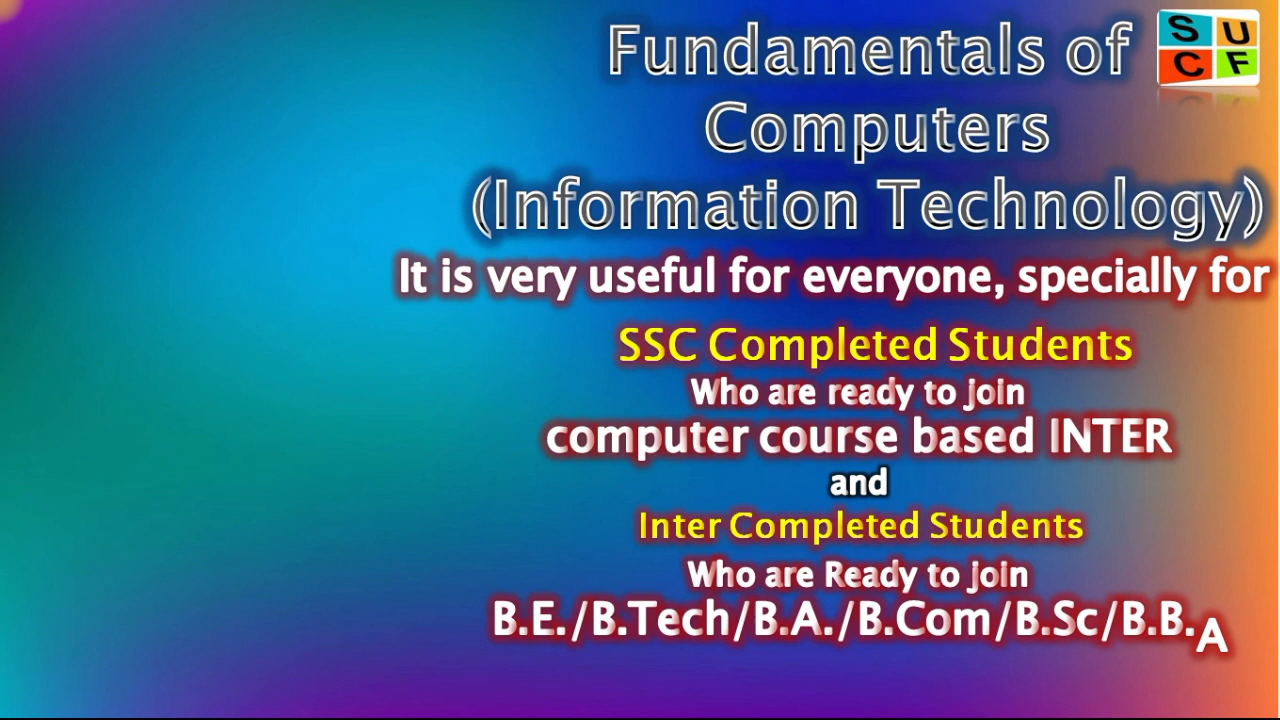 Fundamentals of
Computers
(Information Technology)
S U
C F
It is very useful for everyone, specially for
SSC Completed Students
Who are ready to join
computer course based INTER
and
Inter Completed Students
Who are Ready to join
B.E./B.Tech/B.A./B.Com/B.Sc/B.B.A